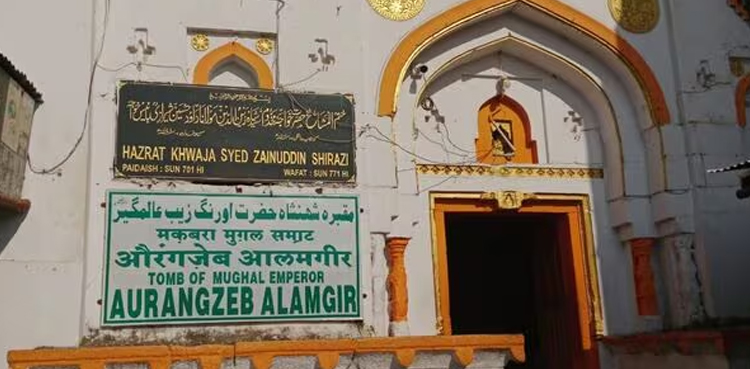 HAZRAT KHWAJA SYED ZAINUDDIN SHIRAZI
PAIDAISH : SUN 701 HI WAFAT : SUN 771 HI
مقبرہ شہنشاہ حضرت اورنگ زیب عالمگیر
मकबरा मुग़ल सम्राट
औरंगज़ेब आलमगीर
TOMB OF MUGHAL EMPEROR
AURANGZEB ALAMGIR